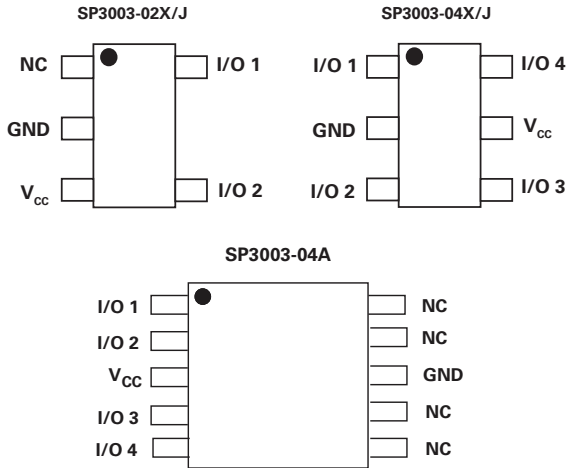 SP3003-02X/J
NC
I/O 1
GND
VCC
I/O 2
SP3003-04X/J
I/O 1
I/O 4
GND
VCC
I/O 2
I/O 3
SP3003-04A
I/O 1
NC
I/O 2
NC
VCC
GND
I/O 3
NC
I/O 4
NC